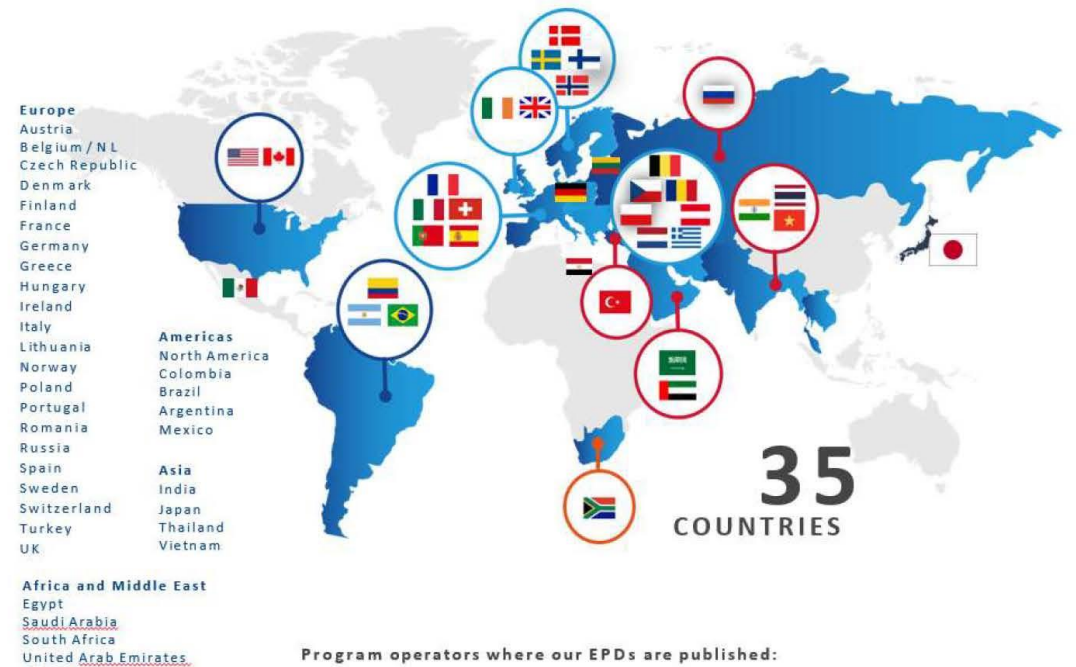 Europe
Austria
Belgium/NL
Czech Republic
Denmark
Finland
France
Germany
Greece
Hungary
Ireland
Italy
Lithuania
Norway
Poland
Portugal
Romania
Russia
Spain
Sweden
Switzerland
Turkey
UK
Americas
North America
Colombia
Brazil
Argentina
Mexico
Asia
India
Japan
Thailand
Vietnam
Africa and Middle East
Egypt
Saudi Arabia
South Africa
United Arab Emirates
35
COUNTRIES
Program operators where our EPDs are published: